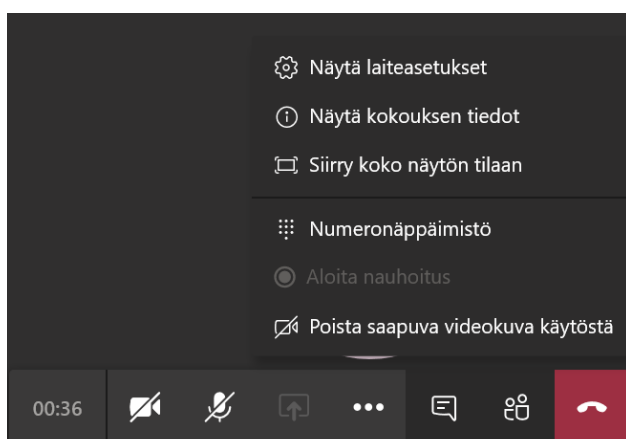 Näytä laiteasetukset
Näytä kokouksen tiedot
Siirry koko näytön tilaan
Numeronäppäimistö
Aloita nauhoitus
Poista saapuva videokuva käytöstä
00:36